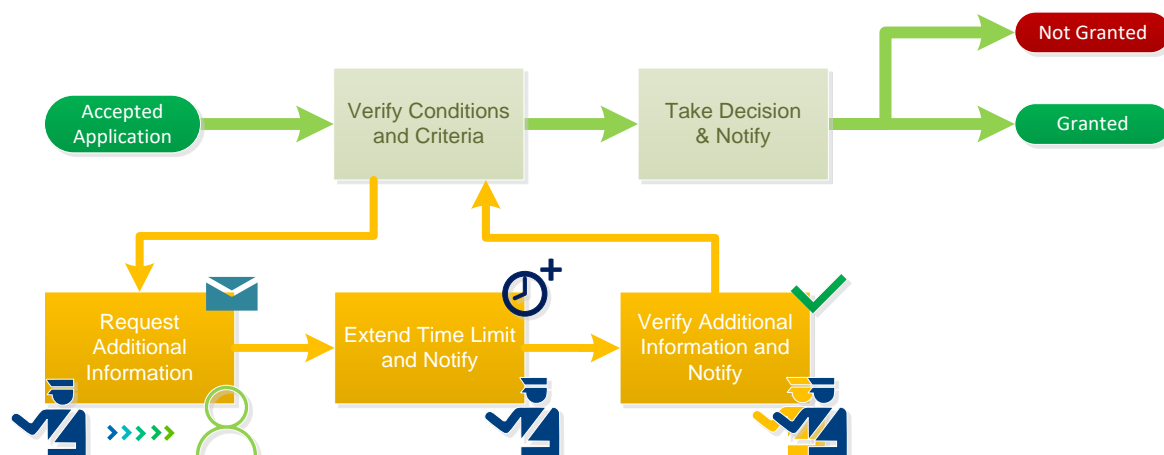 Not Granted
Accepted
Application
Verify Conditions
and Criteria
Take Decision
& Notify
Granted
Request
Additional
Information
Extend Time Limit
and Notify
Verify Additional
Information and
Notify